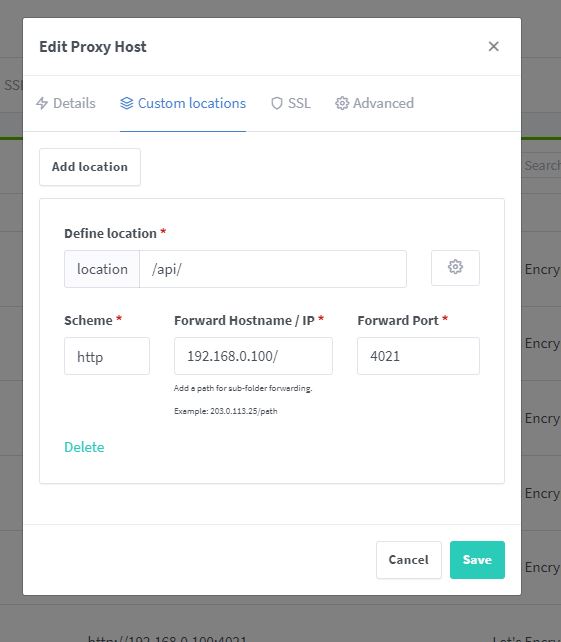 Edit Proxy Host
SSL
Details Custom locations SSL Advanced
Add location
Search
Define location *
location /api/
Encry
Scheme * Forward Hostname / IP * Forward Port *
Encry
http 192.168.0.100/ 4021
Add a path for sub-folder forwarding.
Example: 203.0.113.25/path
Encry
Delete
Encry
Cancel Save
Encry
http://192.168.0.100:4021 Let's Encry